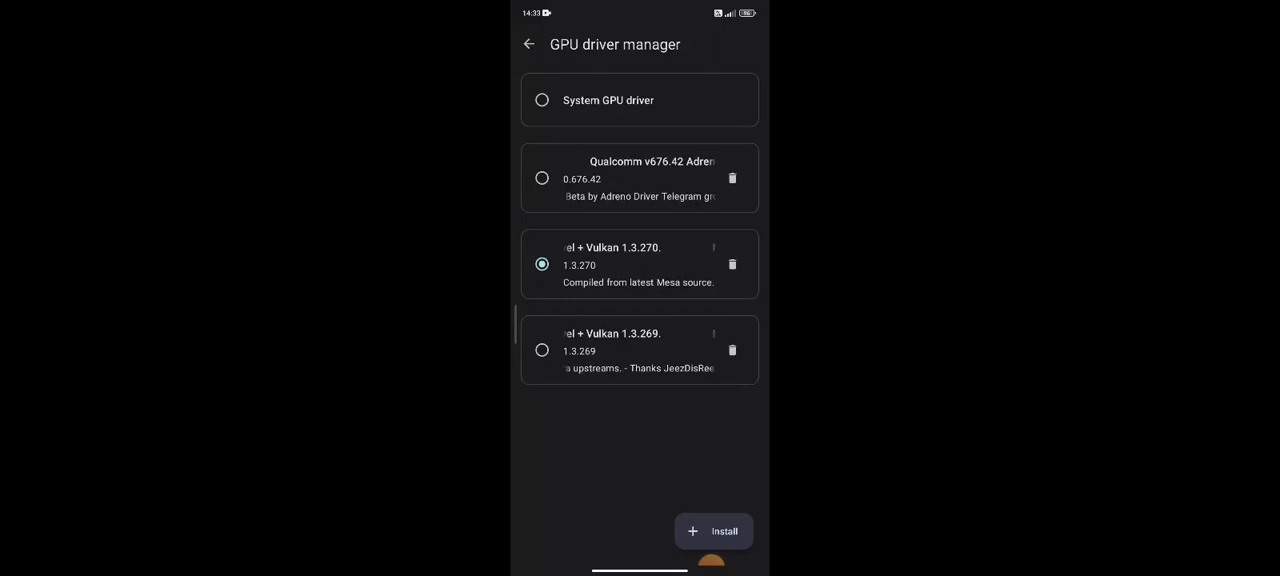 14:33
GPU driver manager
System GPU driver
Qualcomm v676.42 Adren
0.676.42
Beta by Adreno Driver Telegram gr
el + Vulkan 1.3.270.
1.3.270
Compiled from latest Mesa source.
el + Vulkan 1.3.269.
1.3.269
a upstreams. - Thanks JeezDisRee
Install